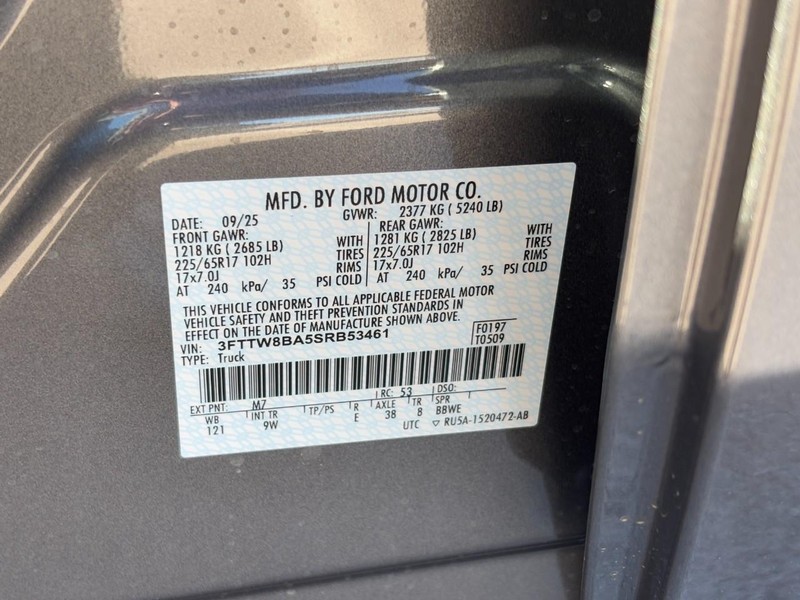 MFD. BY FORD MOTOR CO.
DATE: 09/25 GVWR: 2377 KG ( 5240 LB)
FRONT GAWR: REAR GAWR:
1218 KG ( 2685 LB) WITH 1281 KG ( 2825 LB) WITH
225/65R17 102H TIRES 225/65R17 102H TIRES
17x7.0J RIMS 17x7.0J RIMS
AT 240 kPa/ 35 PSI COLD AT 240 kPa/ 35 PSI COLD
THIS VEHICLE CONFORMS TO ALL APPLICABLE FEDERAL MOTOR
VEHICLE SAFETY AND THEFT PREVENTION STANDARDS IN
EFFECT ON THE DATE OF MANUFACTURE SHOWN ABOVE.
VIN: 3FTTW8BA5SRB53461 F0197
TYPE: Truck T0509
EXT PNT: M7 RC: 53 DSO:
WB INT TR TP/PS R AXLE TR SPR
121 9W E 38 8 BBWE
UTC ▽ RU5A-1520472-AB